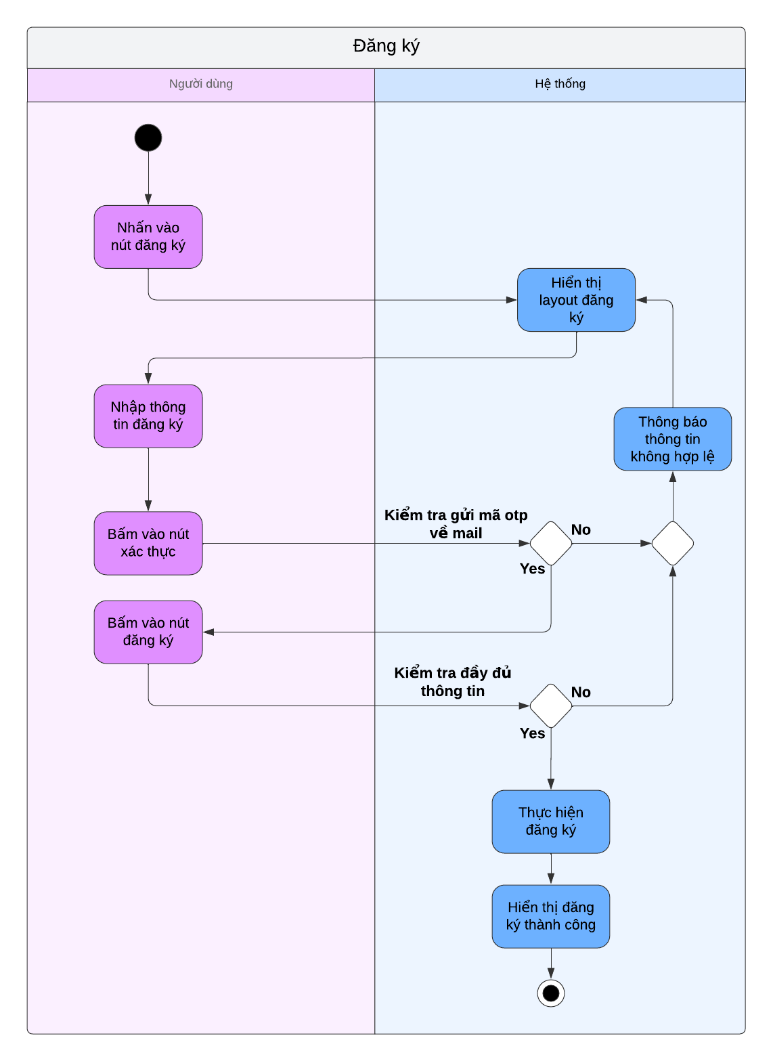 Đăng ký
Người dùng
Hệ thống
Nhấn vào
nút đăng ký
Hiển thị
layout đăng
ký
Nhập thông
tin đăng ký
Thông báo
thông tin
không hợp lệ
Bấm vào nút
xác thực
Kiểm tra gửi mã otp
về mail
No
Yes
Bấm vào nút
đăng ký
Kiểm tra đầy đủ
thông tin
No
Yes
Thực hiện
đăng ký
Hiển thị đăng
ký thành công